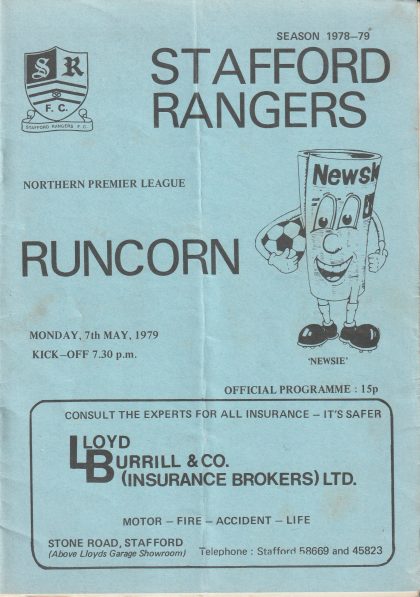 SEASON 1978–79
STAFFORD
RANGERS
S R
F. C.
STAFFORD RANGERS F.C.
NORTHERN PREMIER LEAGUE
Newsi
RUNCORN
MONDAY, 7th MAY, 1979
KICK–OFF 7.30 p.m.
'NEWSIE'
OFFICIAL PROGRAMME : 15p
CONSULT THE EXPERTS FOR ALL INSURANCE – IT'S SAFER
LLOYD
BURRILL & CO.
(INSURANCE BROKERS) LTD.
MOTOR – FIRE – ACCIDENT – LIFE
STONE ROAD, STAFFORD
(Above Lloyds Garage Showroom)
Telephone : Stafford 58669 and 45823